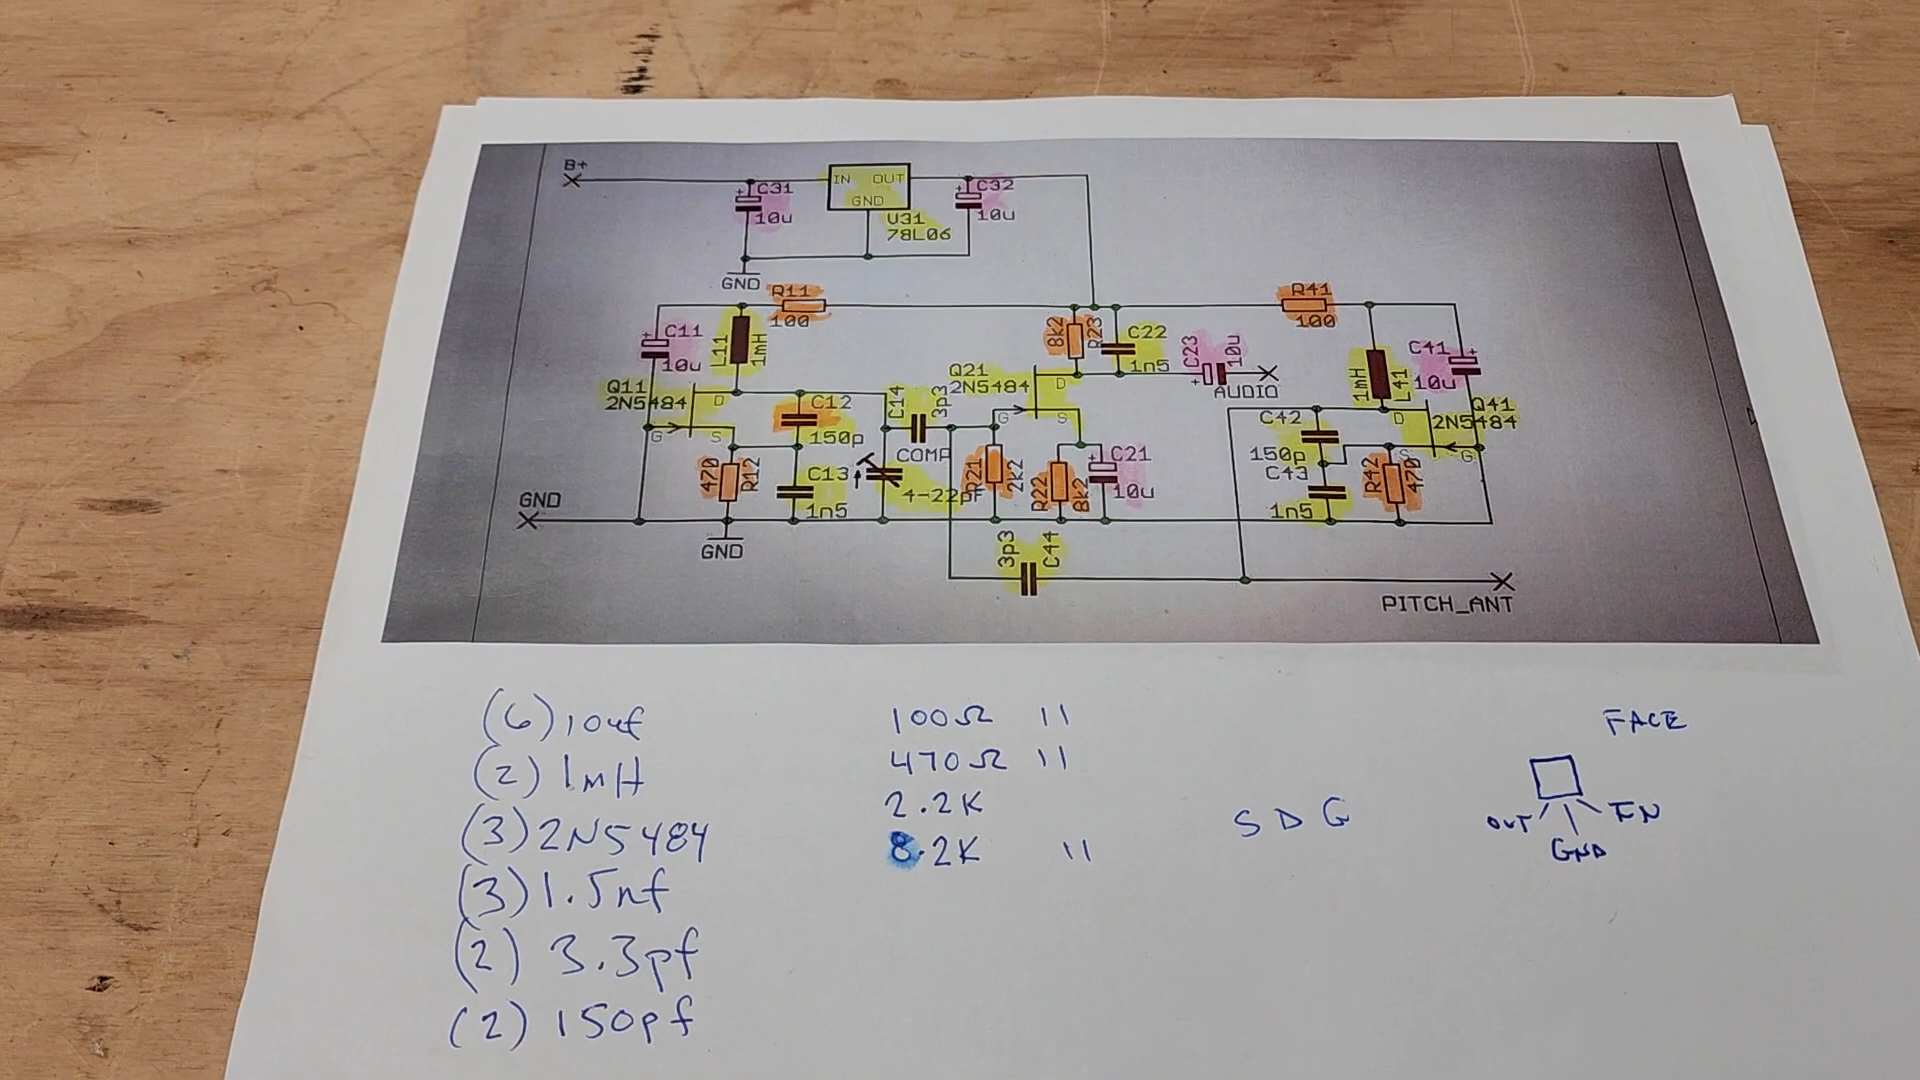 B+
IN OUT
GND
C31
10u
C32
10u
U31
78L06
GND
R11
100
R41
100
C11
10u
L11
1mH
8k2
R23
C22
1n5
C23
10u
AUDIO
1mH
L41
C41
10u
Q11
2N5484
D
G
S
C12
150p
C14
3p3
Q21
2N5484
D
G
S
C42
150p
D
S
G
Q41
2N5484
470
R12
C13
1n5
COMP
4-22pF
R21
2k2
R22
8k2
C21
10u
C43
1n5
R42
470
GND
GND
3p3
C44
PITCH_ANT
(6) 10uf
(2) 1mH
(3) 2N5484
(3) 1.5nf
(2) 3.3pf
(2) 150pf
100Ω II
470Ω II
2.2K
8.2K II
S D G
FACE
OUT
GND
IN